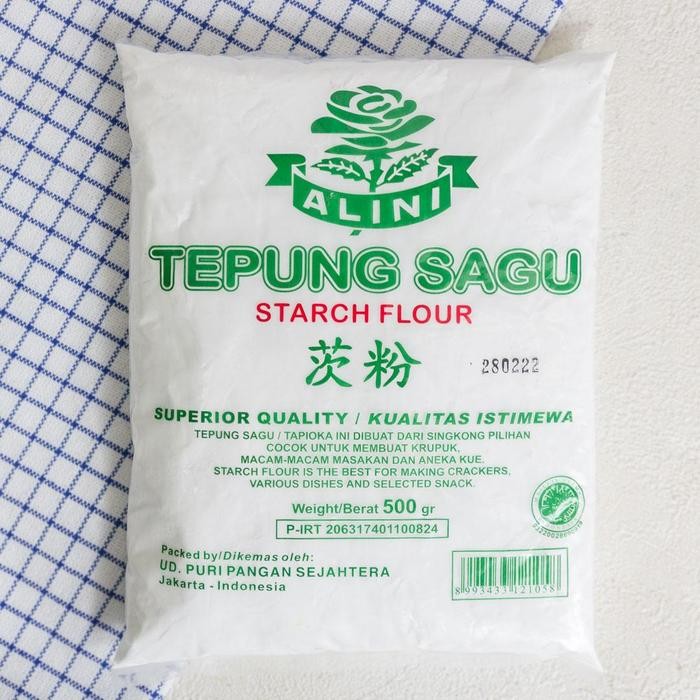 ALINI
TEPUNG SAGU
STARCH FLOUR
茨粉
280222
SUPERIOR QUALITY / KUALITAS ISTIMEWA
TEPUNG SAGU / TAPIOKA INI DIBUAT DARI SINGKONG PILIHAN
COCOK UNTUK MEMBUAT KRUPUK,
MACAM-MACAM MASAKAN DAN ANEKA KUE.
STARCH FLOUR IS THE BEST FOR MAKING CRACKERS,
VARIOUS DISHES AND SELECTED SNACK.
Weight/Berat 500 gr
P-IRT 206317401100824
Packed by/Dikemas oleh:
UD. PURI PANGAN SEJAHTERA
Jakarta - Indonesia
8 993433 121058